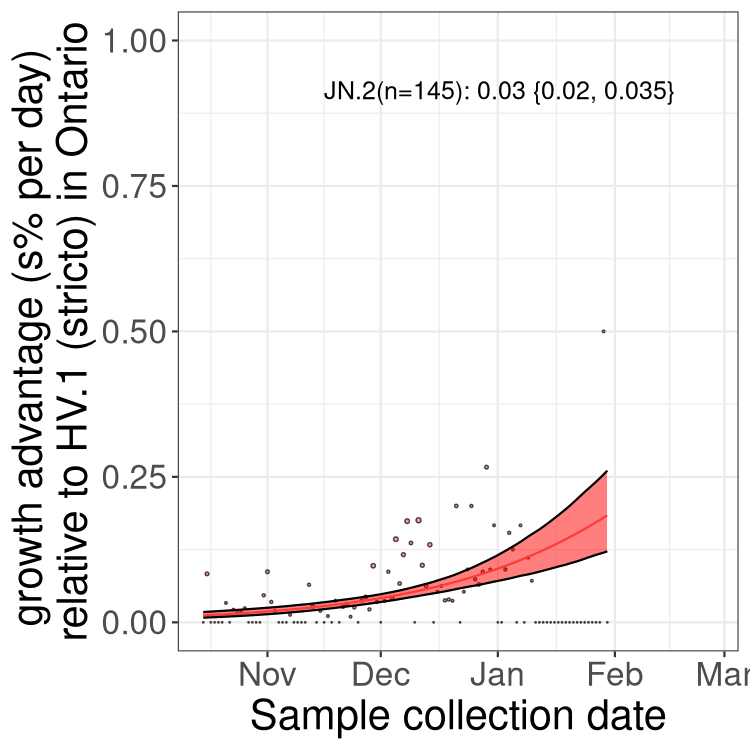 growth advantage (s% per day)
relative to HV.1 (stricto) in Ontario
1.00
0.75
0.50
0.25
0.00
JN.2(n=145): 0.03 {0.02, 0.035}
Nov Dec Jan Feb Mar
Sample collection date